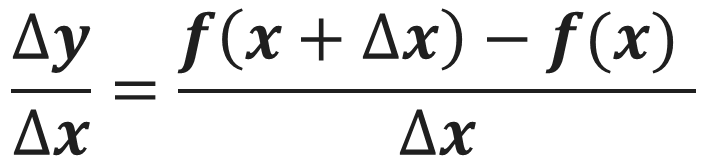 Δy/Δx = f(x + Δx) − f(x)/Δx